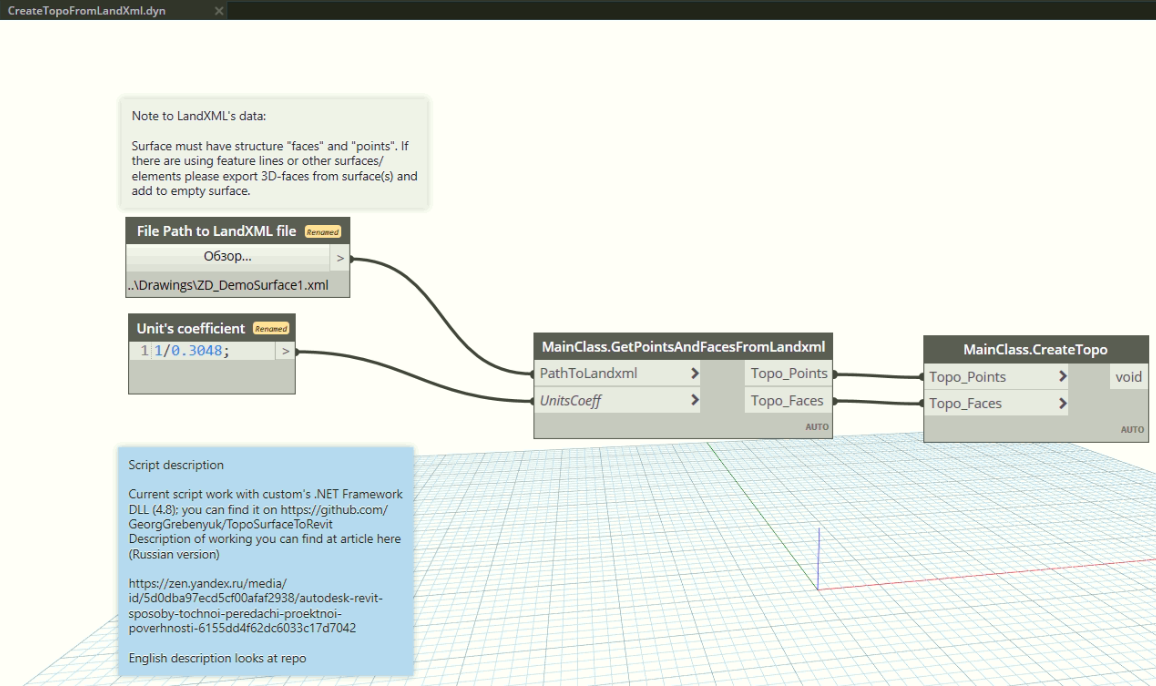 CreateTopoFromLandXml.dyn
Note to LandXML's data:
Surface must have structure "faces" and "points". If
there are using feature lines or other surfaces/
elements please export 3D-faces from surface(s) and
add to empty surface.
File Path to LandXML file Renamed
Обзор... >
..\Drawings\ZD_DemoSurface1.xml
Unit's coefficient Renamed
1 1/0.3048; >
MainClass.GetPointsAndFacesFromLandxml
PathToLandxml Topo_Points
UnitsCoeff Topo_Faces
AUTO
MainClass.CreateTopo
Topo_Points void
Topo_Faces
AUTO
Script description
Current script work with custom's .NET Framework
DLL (4.8); you can find it on https://github.com/
GeorgGrebenyuk/TopoSurfaceToRevit
Description of working you can find at article here
(Russian version)
https://zen.yandex.ru/media/
id/5d0dba97ecd5cf00afaf2938/autodesk-revit-
sposoby-tochnoi-peredachi-proektnoi-
poverhnosti-6155dd4f62dc6033c17d7042
English description looks at repo